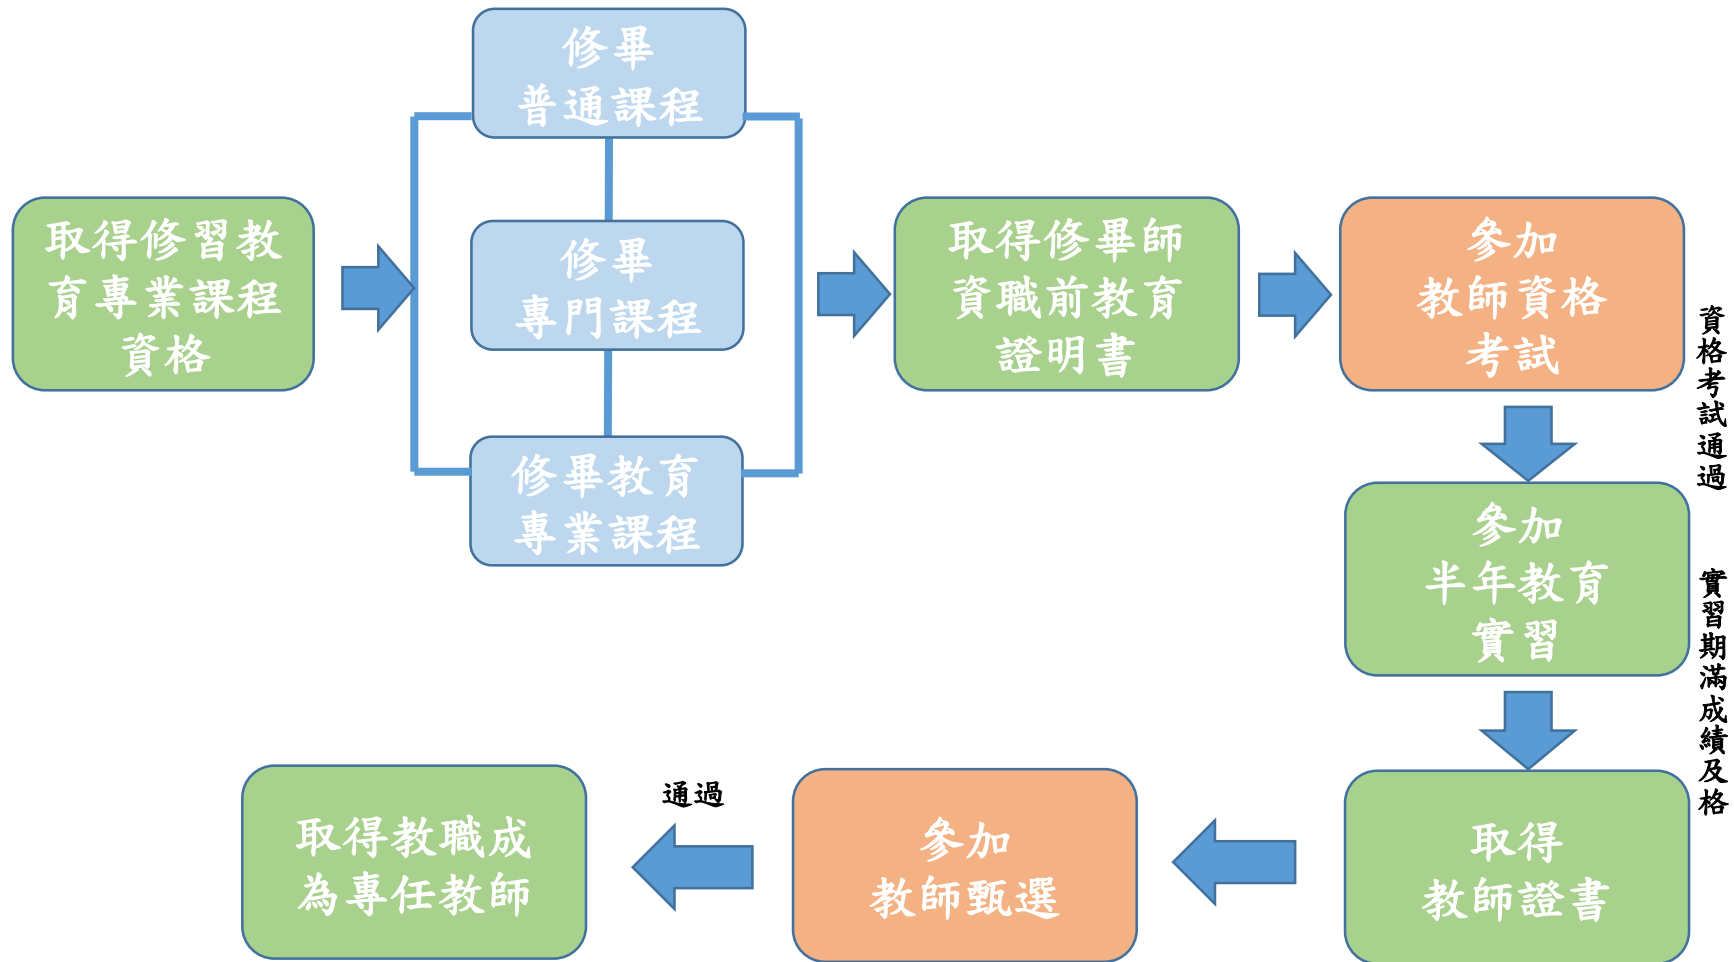 取得修習教
育專業課程
資格
修畢
普通課程
修畢
專門課程
修畢教育
專業課程
取得修畢師
資職前教育
證明書
參加
教師資格
考試
資格考試通過
參加
半年教育
實習
實習期滿成績及格
取得
教師證書
參加
教師甄選
通過
取得教職成
為專任教師